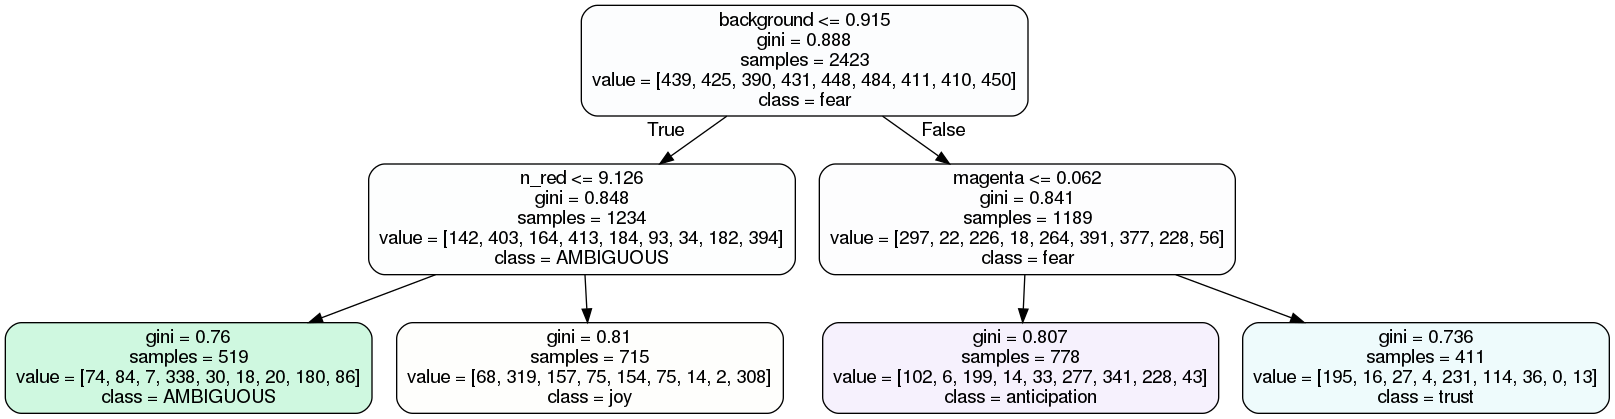 background <= 0.915
gini = 0.888
samples = 2423
value = [439, 425, 390, 431, 448, 484, 411, 410, 450]
class = fear
True
False
n_red <= 9.126
gini = 0.848
samples = 1234
value = [142, 403, 164, 413, 184, 93, 34, 182, 394]
class = AMBIGUOUS
magenta <= 0.062
gini = 0.841
samples = 1189
value = [297, 22, 226, 18, 264, 391, 377, 228, 56]
class = fear
gini = 0.76
samples = 519
value = [74, 84, 7, 338, 30, 18, 20, 180, 86]
class = AMBIGUOUS
gini = 0.81
samples = 715
value = [68, 319, 157, 75, 154, 75, 14, 2, 308]
class = joy
gini = 0.807
samples = 778
value = [102, 6, 199, 14, 33, 277, 341, 228, 43]
class = anticipation
gini = 0.736
samples = 411
value = [195, 16, 27, 4, 231, 114, 36, 0, 13]
class = trust